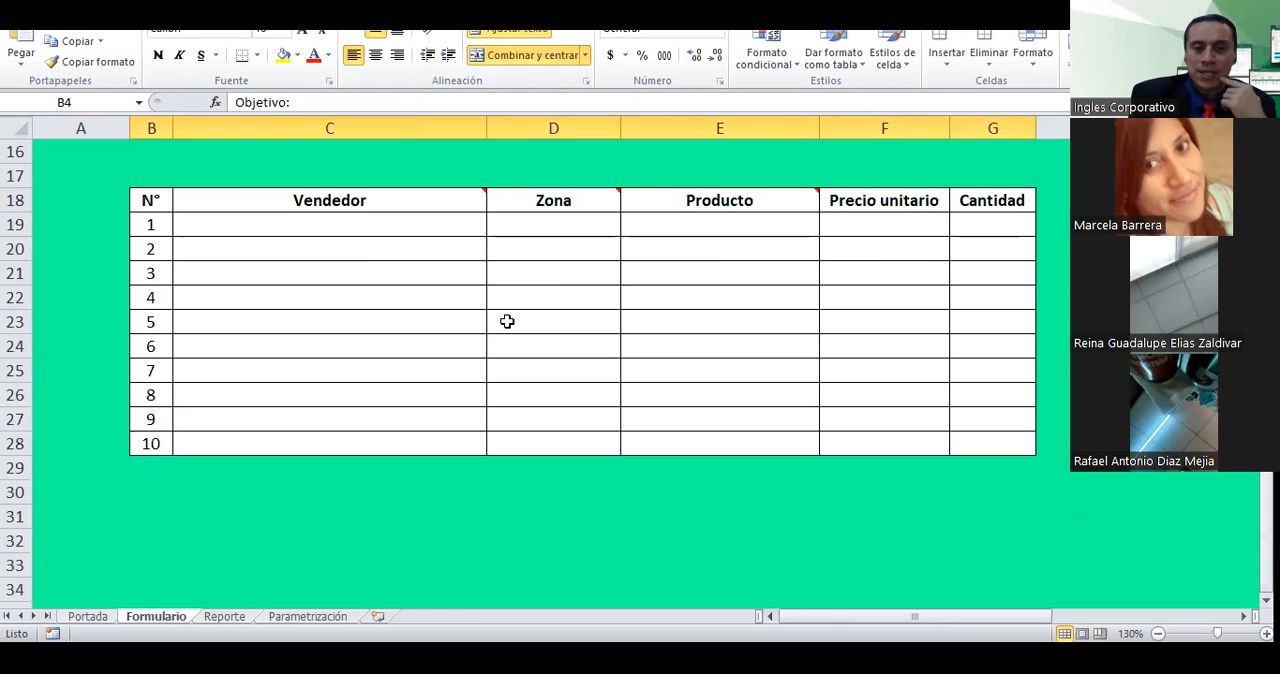 Pegar
Copiar
Copiar formato
Portapapeles
N K S A
Fuente
Combinar y centrar
Alineación
$ % 000
Número
Formato condicional
Dar formato como tabla
Estilos de celda
Estilos
Insertar Eliminar Formato
Celdas
B4 fx Objetivo:
A B C D E F G
16
17
18 N° Vendedor Zona Producto Precio unitario Cantidad
19 1
20 2
21 3
22 4
23 5
24 6
25 7
26 8
27 9
28 10
29
30
31
32
33
34
Portada Formulario Reporte Parametrización
Listo 130%
Ingles Corporativo
Marcela Barrera
Reina Guadalupe Elias Zaldivar
Rafael Antonio Diaz Mejia